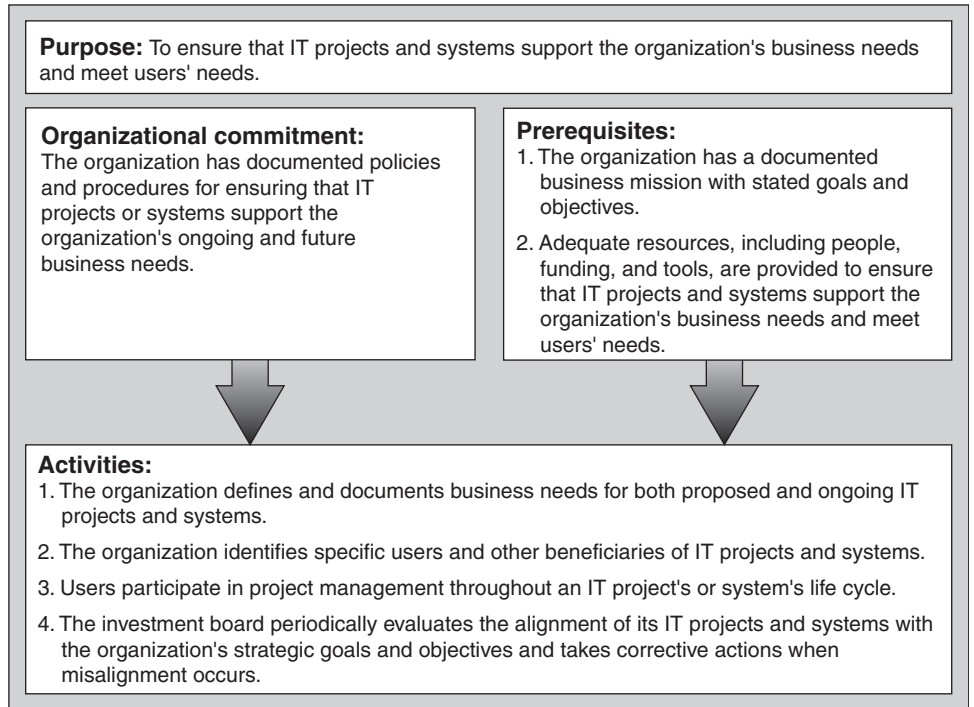 Purpose: To ensure that IT projects and systems support the organization's business needs
and meet users' needs.
Organizational commitment:
The organization has documented policies
and procedures for ensuring that IT
projects or systems support the
organization's ongoing and future
business needs.
Prerequisites:
1. The organization has a documented
business mission with stated goals and
objectives.
2. Adequate resources, including people,
funding, and tools, are provided to ensure
that IT projects and systems support the
organization's business needs and meet
users' needs.
Activities:
1. The organization defines and documents business needs for both proposed and ongoing IT
projects and systems.
2. The organization identifies specific users and other beneficiaries of IT projects and systems.
3. Users participate in project management throughout an IT project's or system's life cycle.
4. The investment board periodically evaluates the alignment of its IT projects and systems with
the organization's strategic goals and objectives and takes corrective actions when
misalignment occurs.